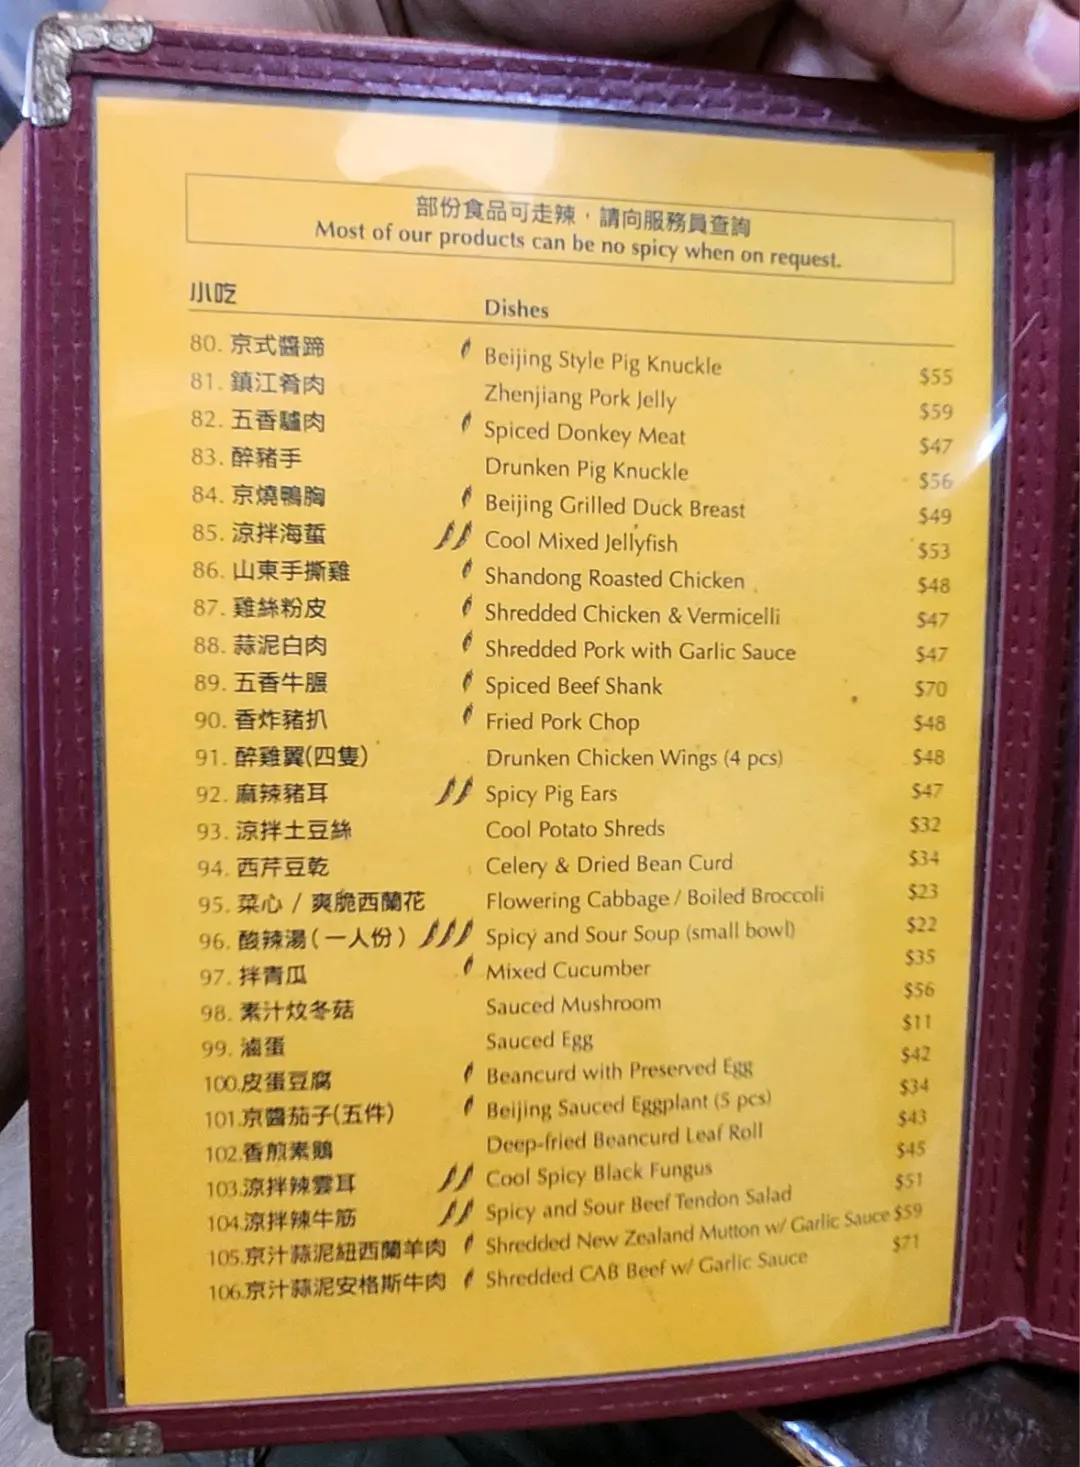 部份食品可走辣，請向服務員查詢
Most of our products can be no spicy when on request.
小吃 Dishes
80. 京式醬蹄 Beijing Style Pig Knuckle $55
81. 鎮江肴肉 Zhenjiang Pork Jelly $59
82. 五香驢肉 Spiced Donkey Meat $47
83. 醉豬手 Drunken Pig Knuckle $56
84. 京燒鴨胸 Beijing Grilled Duck Breast $49
85. 涼拌海蜇 Cool Mixed Jellyfish $53
86. 山東手撕雞 Shandong Roasted Chicken $48
87. 雞絲粉皮 Shredded Chicken & Vermicelli $47
88. 蒜泥白肉 Shredded Pork with Garlic Sauce $47
89. 五香牛𦟌 Spiced Beef Shank $70
90. 香炸豬扒 Fried Pork Chop $48
91. 醉雞翼(四隻) Drunken Chicken Wings (4 pcs) $48
92. 麻辣豬耳 Spicy Pig Ears $47
93. 涼拌土豆絲 Cool Potato Shreds $32
94. 西芹豆乾 Celery & Dried Bean Curd $34
95. 菜心 / 爽脆西蘭花 Flowering Cabbage / Boiled Broccoli $23
96. 酸辣湯(一人份) Spicy and Sour Soup (small bowl) $22
97. 拌青瓜 Mixed Cucumber $35
98. 素汁炆冬菇 Sauced Mushroom $56
99. 滷蛋 Sauced Egg $11
100.皮蛋豆腐 Beancurd with Preserved Egg $42
101.京醬茄子(五件) Beijing Sauced Eggplant (5 pcs) $34
102.香煎素鵝 Deep-fried Beancurd Leaf Roll $43
103.涼拌辣雲耳 Cool Spicy Black Fungus $45
104.涼拌辣牛筋 Spicy and Sour Beef Tendon Salad $51
105.京汁蒜泥紐西蘭羊肉 Shredded New Zealand Mutton w/ Garlic Sauce $59
106.京汁蒜泥安格斯牛肉 Shredded CAB Beef w/ Garlic Sauce $71